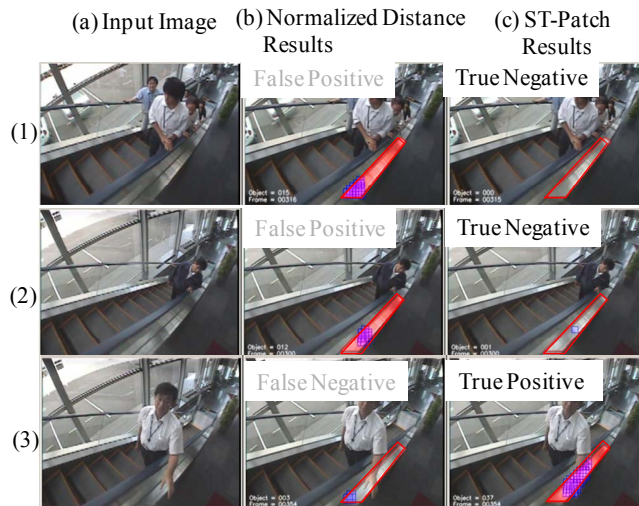 (a) Input Image (b) Normalized Distance Results (c) ST-Patch Results
(1) False Positive True Negative
Object = 015
Frame = 00316
Object = 000
Frame = 00315
(2) False Positive True Negative
Object = 012
Frame = 00300
Object = 001
Frame = 00300
(3) False Negative True Positive
Object = 003
Frame = 00354
Object = 037
Frame = 00354